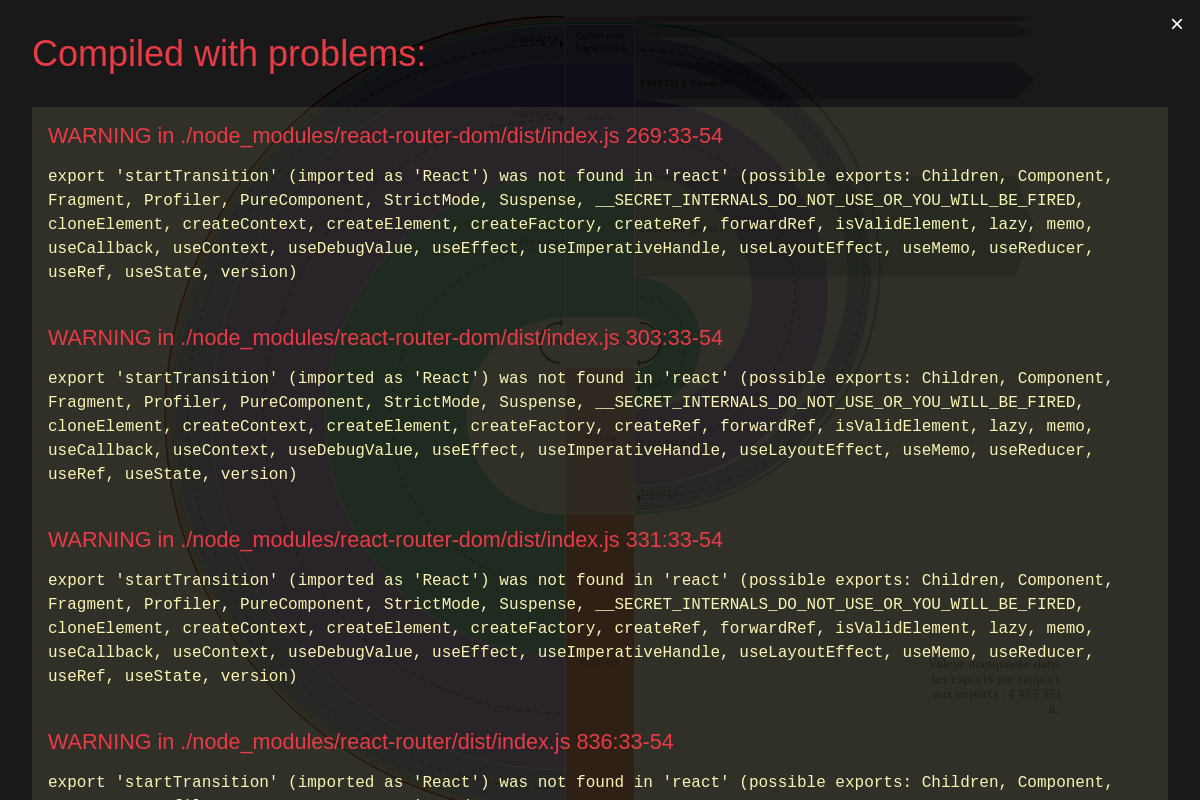 ×
Compiled with problems:
WARNING in ./node_modules/react-router-dom/dist/index.js 269:33-54
export 'startTransition' (imported as 'React') was not found in 'react' (possible exports: Children, Component,
Fragment, Profiler, PureComponent, StrictMode, Suspense, __SECRET_INTERNALS_DO_NOT_USE_OR_YOU_WILL_BE_FIRED,
cloneElement, createContext, createElement, createFactory, createRef, forwardRef, isValidElement, lazy, memo,
useCallback, useContext, useDebugValue, useEffect, useImperativeHandle, useLayoutEffect, useMemo, useReducer,
useRef, useState, version)
WARNING in ./node_modules/react-router-dom/dist/index.js 303:33-54
export 'startTransition' (imported as 'React') was not found in 'react' (possible exports: Children, Component,
Fragment, Profiler, PureComponent, StrictMode, Suspense, __SECRET_INTERNALS_DO_NOT_USE_OR_YOU_WILL_BE_FIRED,
cloneElement, createContext, createElement, createFactory, createRef, forwardRef, isValidElement, lazy, memo,
useCallback, useContext, useDebugValue, useEffect, useImperativeHandle, useLayoutEffect, useMemo, useReducer,
useRef, useState, version)
WARNING in ./node_modules/react-router-dom/dist/index.js 331:33-54
export 'startTransition' (imported as 'React') was not found in 'react' (possible exports: Children, Component,
Fragment, Profiler, PureComponent, StrictMode, Suspense, __SECRET_INTERNALS_DO_NOT_USE_OR_YOU_WILL_BE_FIRED,
cloneElement, createContext, createElement, createFactory, createRef, forwardRef, isValidElement, lazy, memo,
useCallback, useContext, useDebugValue, useEffect, useImperativeHandle, useLayoutEffect, useMemo, useReducer,
useRef, useState, version)
WARNING in ./node_modules/react-router/dist/index.js 836:33-54
export 'startTransition' (imported as 'React') was not found in 'react' (possible exports: Children, Component,
Coton non
transformé
Valeur manquante dans
les exports par rapport
aux imports : 4 455 351
lt.